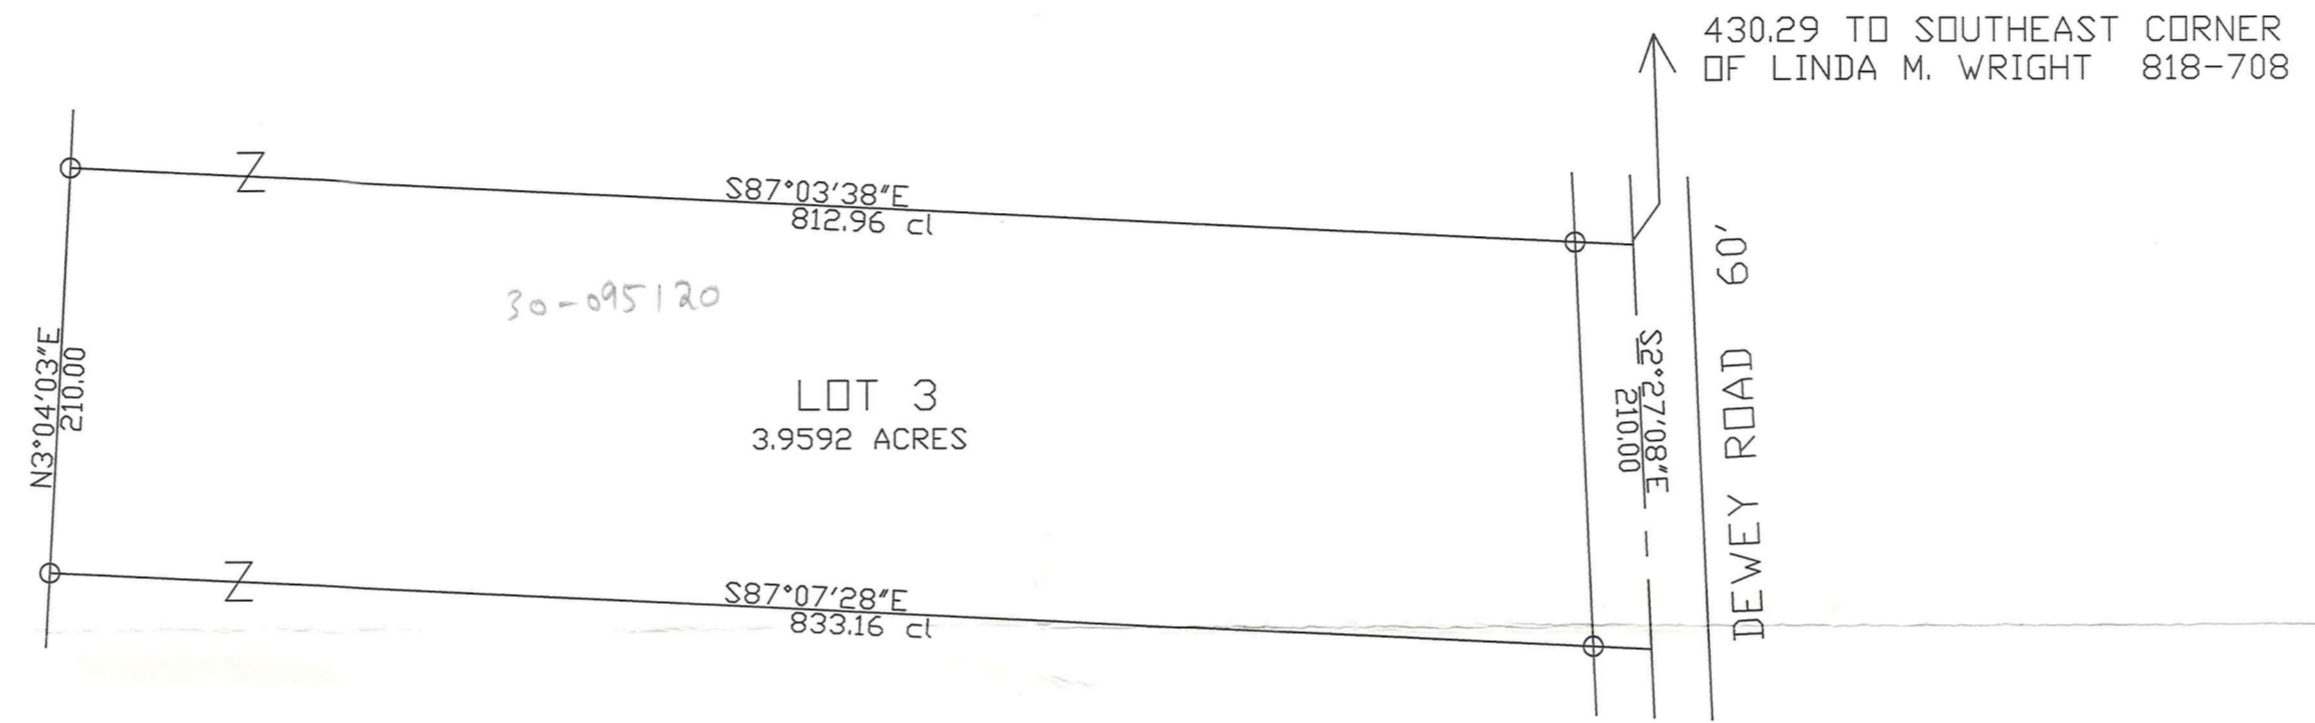 430.29 TO SOUTHEAST CORNER
OF LINDA M. WRIGHT 818-708
Z
S87°03'38"E
812.96 cl
30-095120
N3°04'03"E
210.00
LOT 3
3.9592 ACRES
S2°27'08"E
210.00
DEWEY ROAD 60'
Z
S87°07'28"E
833.16 cl